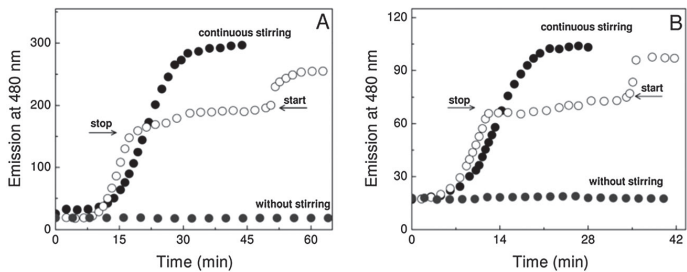 A
continuous stirring
stop
start
without stirring
Emission at 480 nm
300
200
100
0
0 15 30 45 60
Time (min)
B
continuous stirring
stop
start
without stirring
Emission at 480 nm
120
90
60
30
0
0 14 28 42
Time (min)